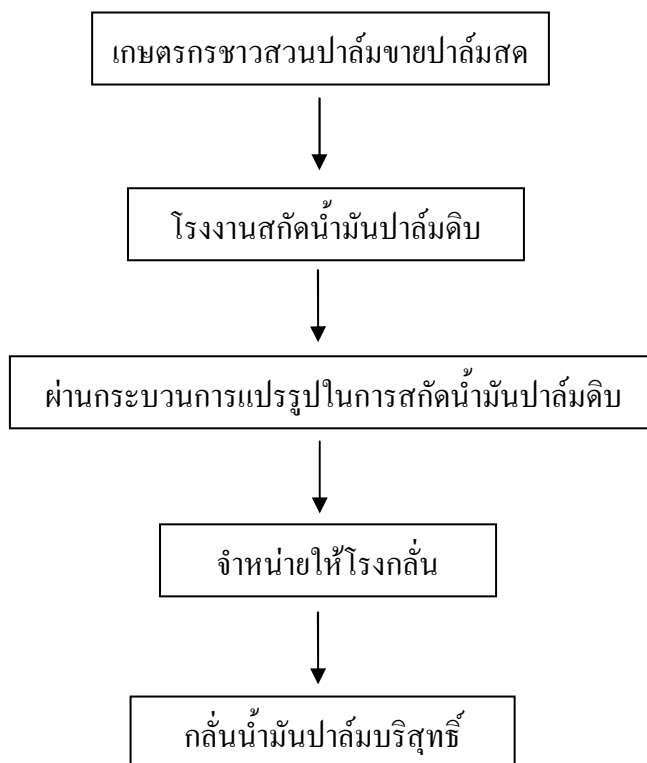 เกษตรกรชาวสวนปาล์มขายปาล์มสด
โรงงานสกัดน้ำมันปาล์มดิบ
ผ่านกระบวนการแปรรูปในการสกัดน้ำมันปาล์มดิบ
จำหน่ายให้โรงกลั่น
กลั่นน้ำมันปาล์มบริสุทธิ์